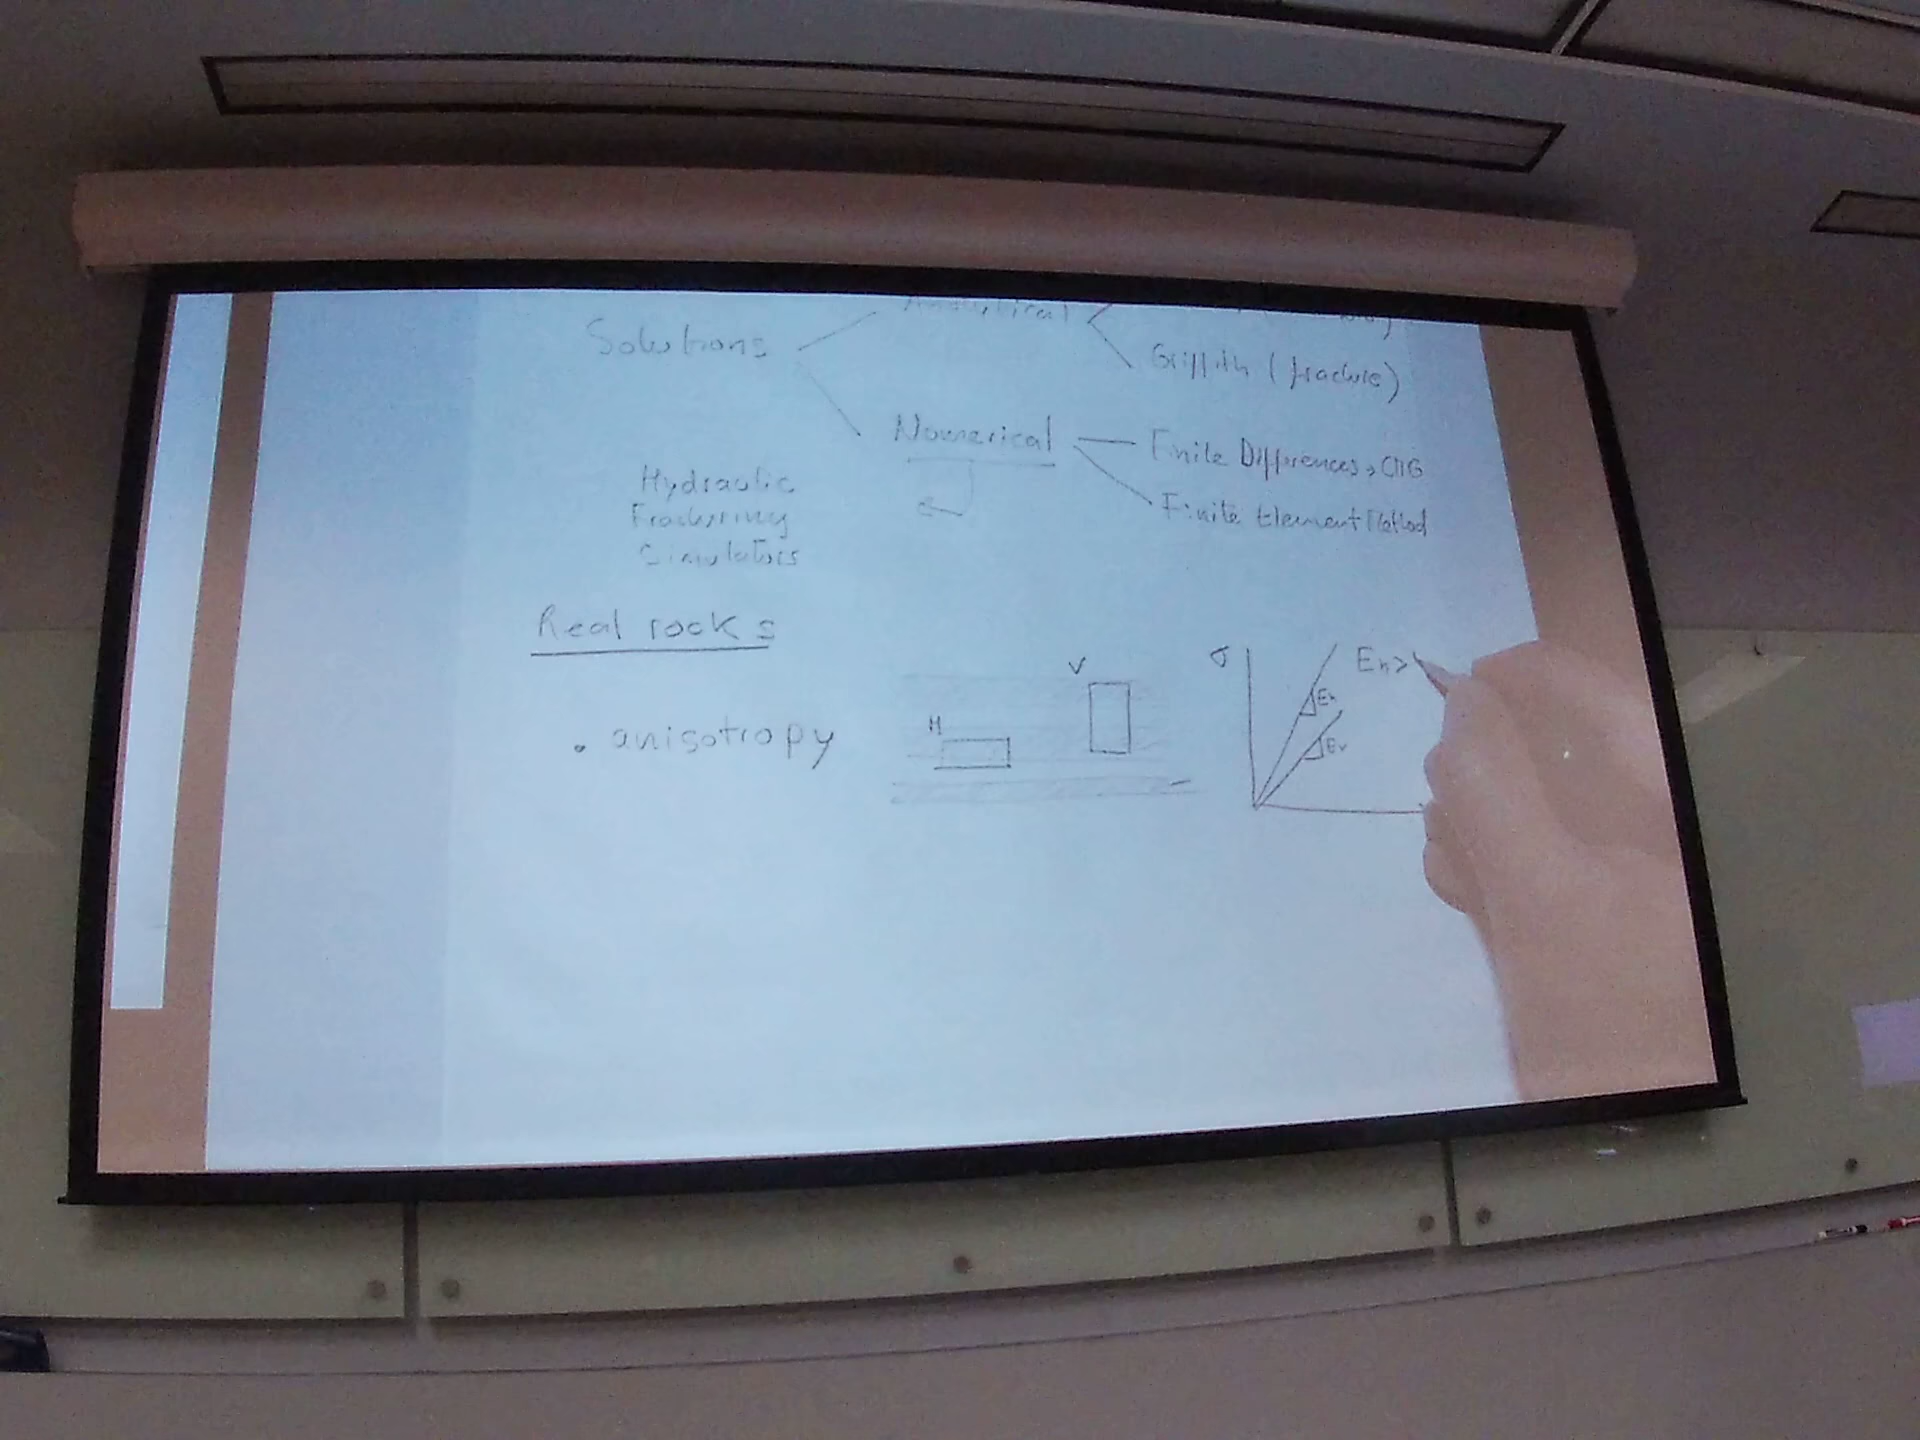 Analytical
Solutions
Griffith (fracture)
Numerical
Finite Differences → CMG
Finite Element Method
Hydraulic
Fracturing
Simulators
Real rocks
• anisotropy
H
V
σ
Eh
Ev
Eh>